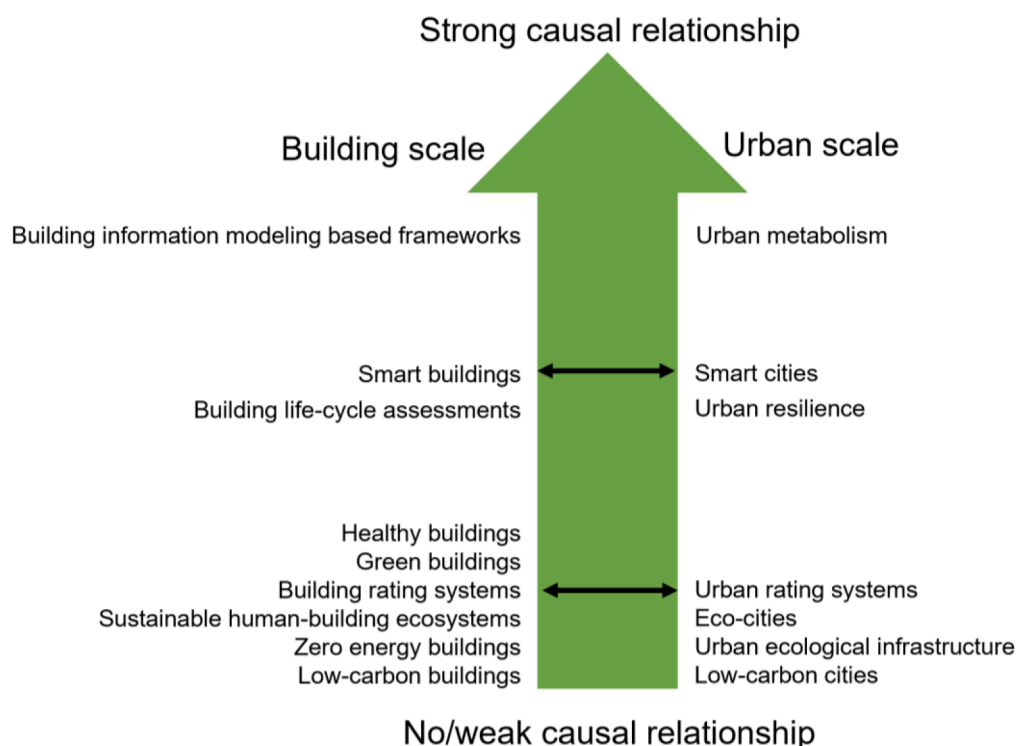 Strong causal relationship
Building scale
Urban scale
Building information modeling based frameworks
Urban metabolism
Smart buildings
Smart cities
Building life-cycle assessments
Urban resilience
Healthy buildings
Green buildings
Building rating systems
Urban rating systems
Sustainable human-building ecosystems
Eco-cities
Zero energy buildings
Urban ecological infrastructure
Low-carbon buildings
Low-carbon cities
No/weak causal relationship